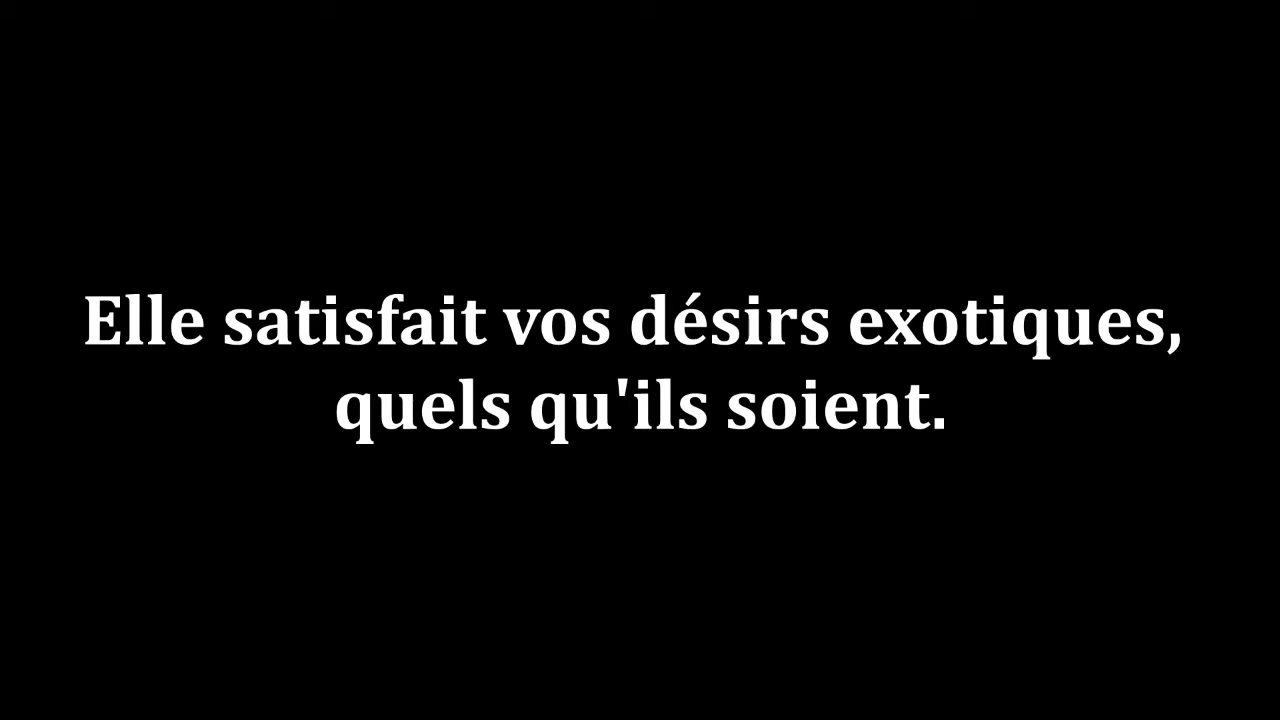 Elle satisfait vos désirs exotiques,
quels qu'ils soient.